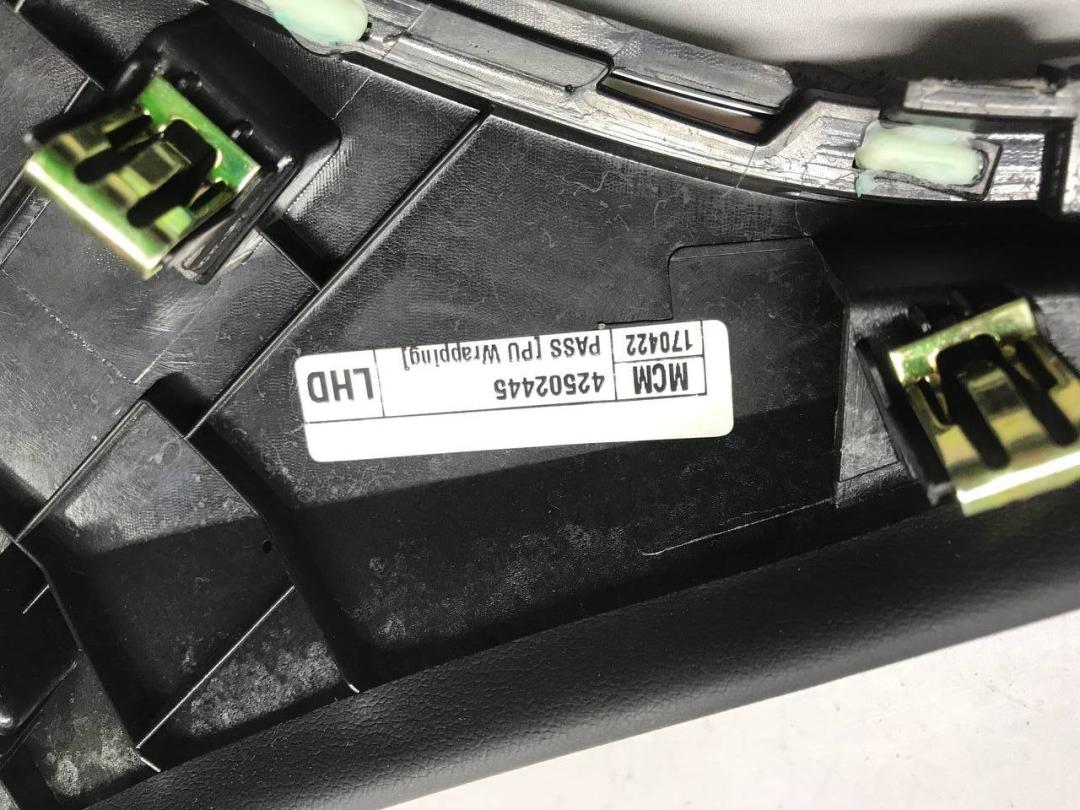 MCM 42502445 LHD
170422 PASS [PU Wrapping]